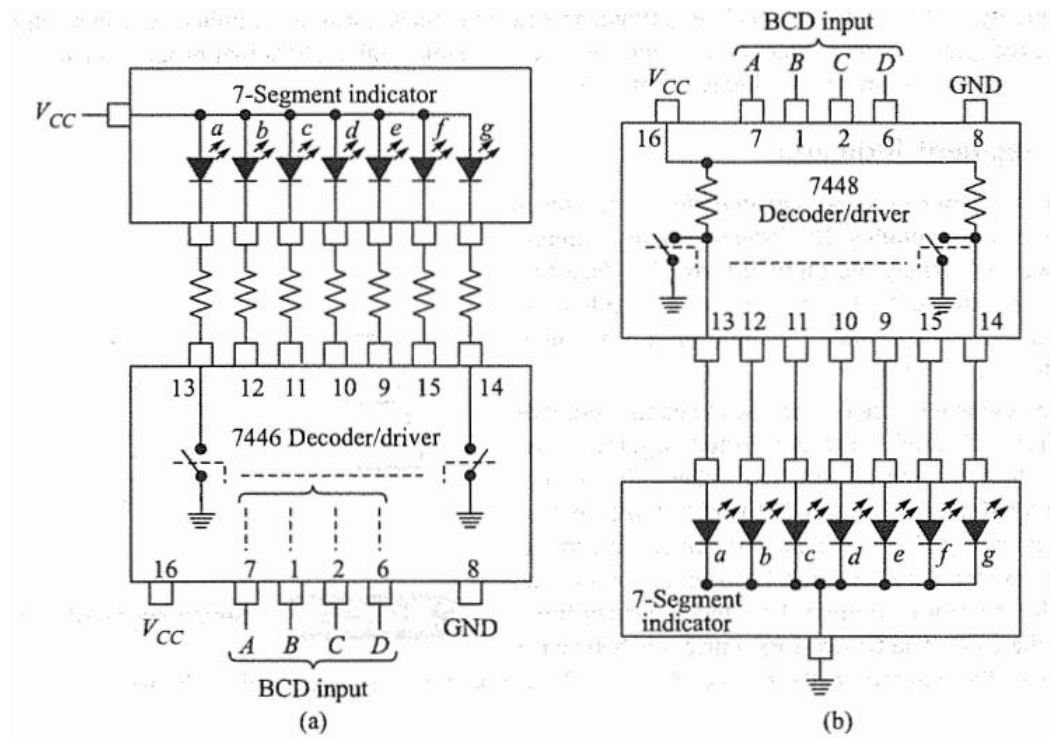 7-Segment indicator
V_CC
a b c d e f g
13 12 11 10 9 15 14
7446 Decoder/driver
16 7 1 2 6 8
V_CC A B C D GND
BCD input
(a)
BCD input
A B C D
V_CC GND
16 7 1 2 6 8
7448
Decoder/driver
13 12 11 10 9 15 14
a b c d e f g
7-Segment
indicator
(b)